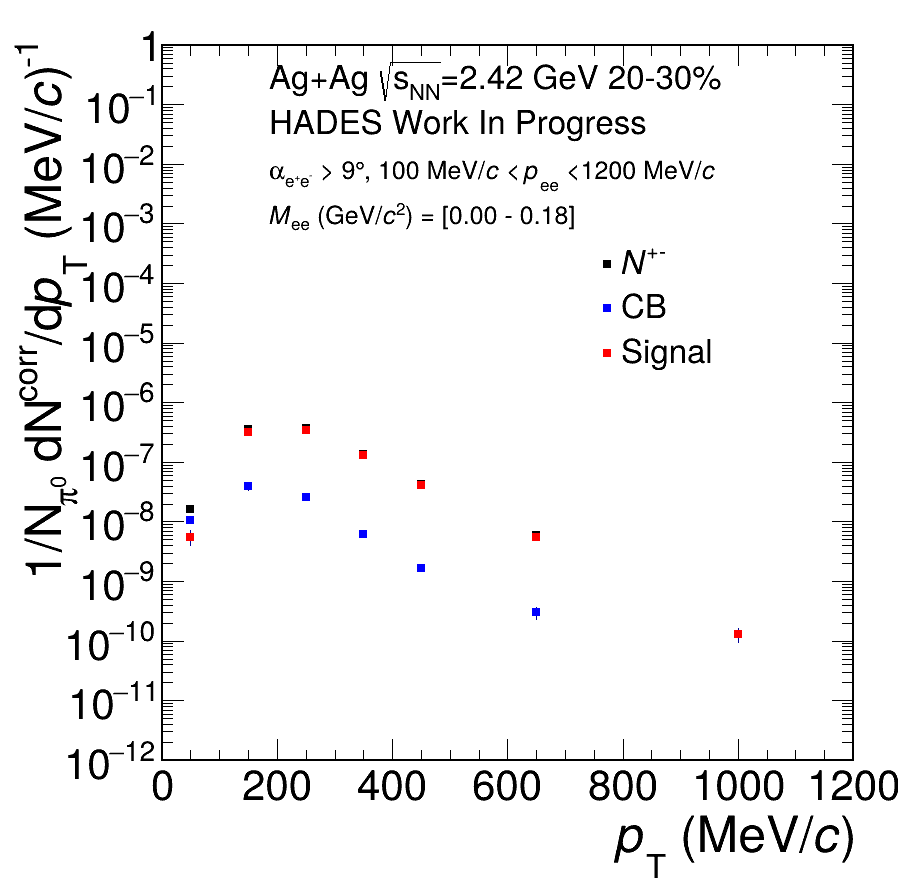 Ag+Ag √s_NN=2.42 GeV 20-30%
HADES Work In Progress
α_e⁺e⁻ > 9°, 100 MeV/c <p_ee <1200 MeV/c
M_ee (GeV/c²) = [0.00 - 0.18]
N⁺⁻
CB
Signal
1/N_π⁰ dN^corr/dp_T (MeV/c)⁻¹
1
10⁻¹
10⁻²
10⁻³
10⁻⁴
10⁻⁵
10⁻⁶
10⁻⁷
10⁻⁸
10⁻⁹
10⁻¹⁰
10⁻¹¹
10⁻¹²
0 200 400 600 800 1000 1200
p_T (MeV/c)